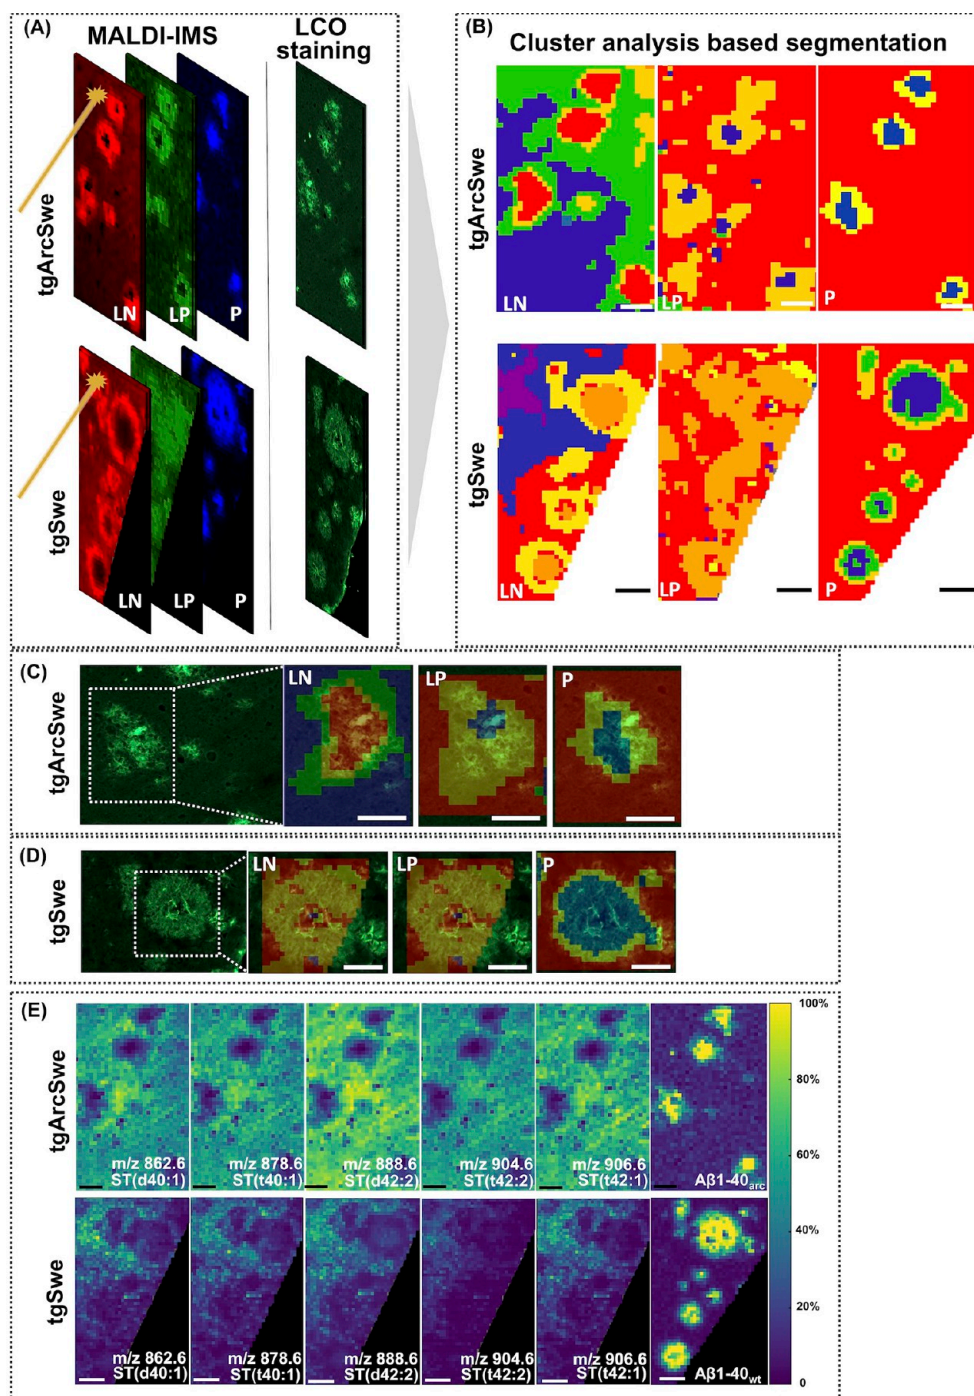 (A)
MALDI-IMS
LCO
staining
tgArcSwe
LN
LP
P
tgSwe
LN
LP
P
(B)
Cluster analysis based segmentation
tgArcSwe
LN
LP
P
tgSwe
LN
LP
P
(C)
tgArcSwe
LN
LP
P
(D)
tgSwe
LN
LP
P
(E)
tgArcSwe
m/z 862.6
ST(d40:1)
m/z 878.6
ST(t40:1)
m/z 888.6
ST(d42:2)
m/z 904.6
ST(t42:2)
m/z 906.6
ST(t42:1)
Aβ1-40arc
tgSwe
m/z 862.6
ST(d40:1)
m/z 878.6
ST(t40:1)
m/z 888.6
ST(d42:2)
m/z 904.6
ST(t42:2)
m/z 906.6
ST(t42:1)
Aβ1-40wt
100%
80%
60%
40%
20%
0